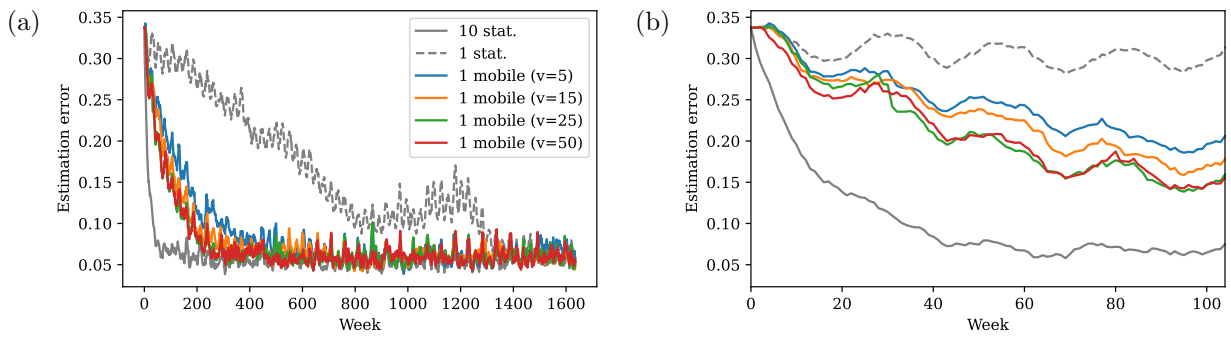 (a)
Estimation error
0.35
0.30
0.25
0.20
0.15
0.10
0.05
0 200 400 600 800 1000 1200 1400 1600
Week
10 stat.
1 stat.
1 mobile (v=5)
1 mobile (v=15)
1 mobile (v=25)
1 mobile (v=50)
(b)
Estimation error
0.35
0.30
0.25
0.20
0.15
0.10
0.05
0 20 40 60 80 100
Week